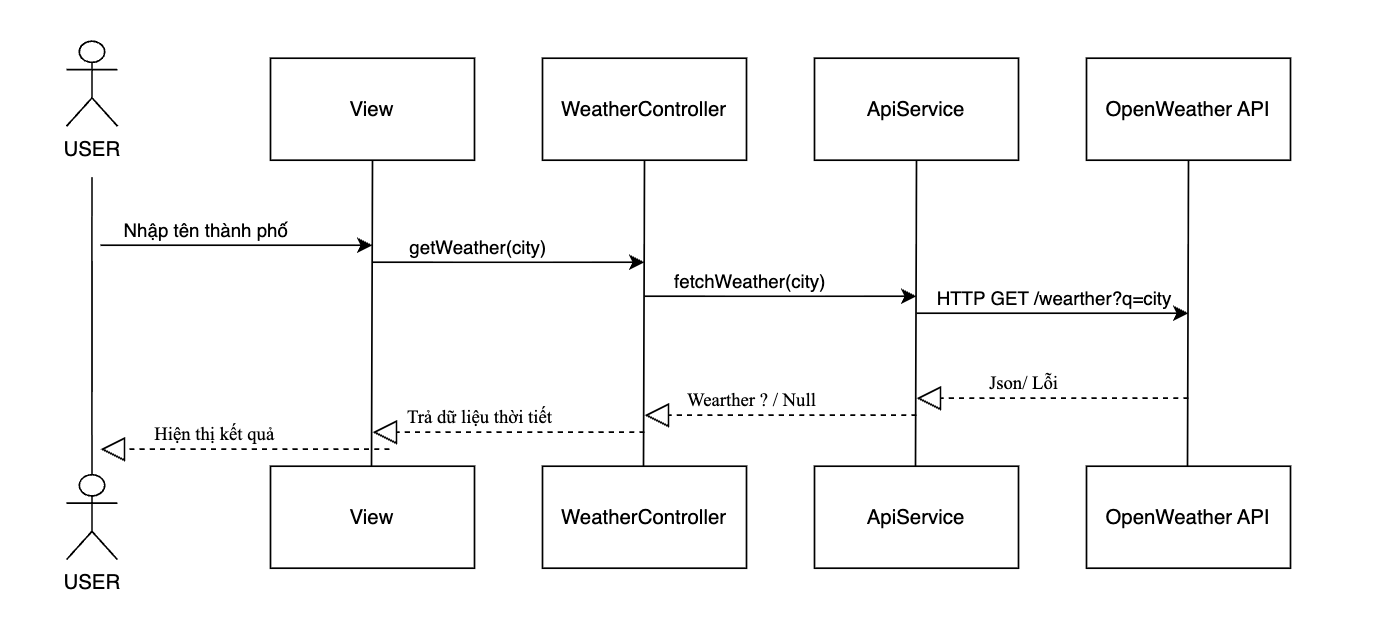 USER
View
WeatherController
ApiService
OpenWeather API
Nhập tên thành phố
getWeather(city)
fetchWeather(city)
HTTP GET /wearther?q=city
Json/ Lỗi
Wearther ? / Null
Trả dữ liệu thời tiết
Hiện thị kết quả
USER
View
WeatherController
ApiService
OpenWeather API